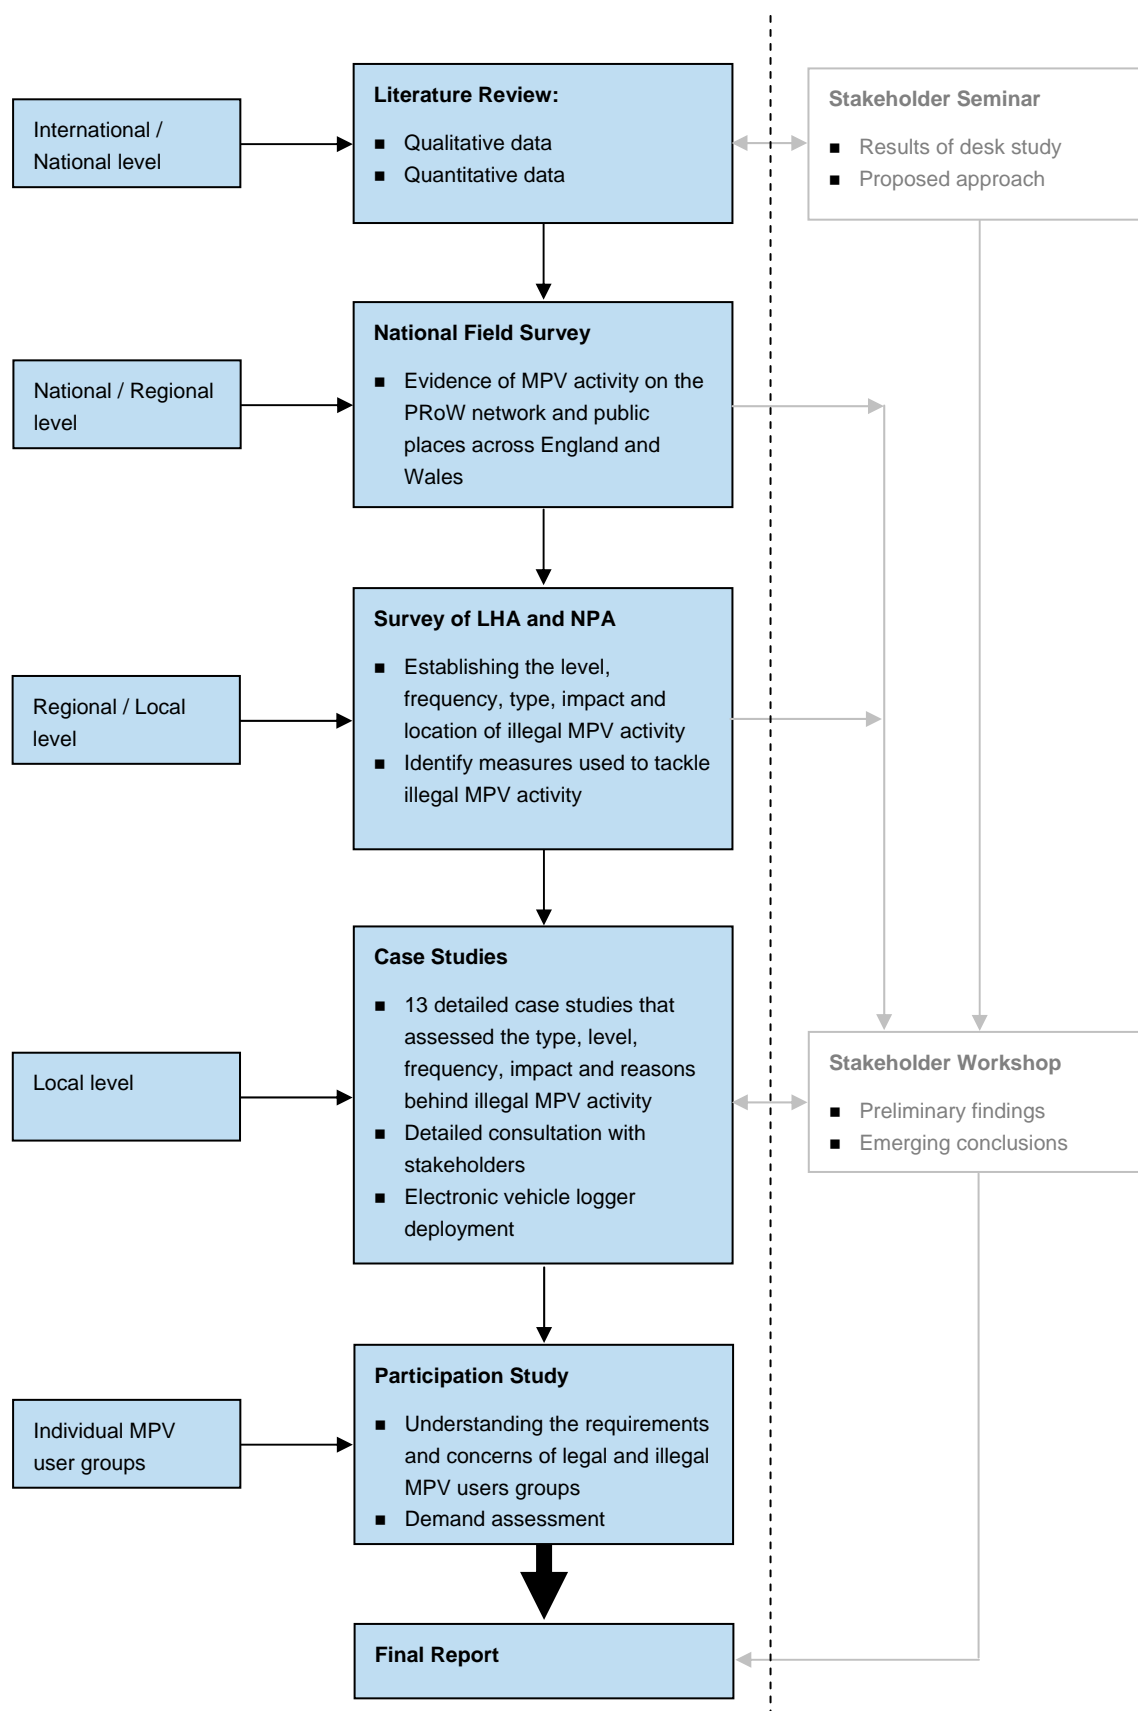 International /
National level
Literature Review:
■ Qualitative data
■ Quantitative data
Stakeholder Seminar
■ Results of desk study
■ Proposed approach
National / Regional
level
National Field Survey
■ Evidence of MPV activity on the
PRoW network and public
places across England and
Wales
Regional / Local
level
Survey of LHA and NPA
■ Establishing the level,
frequency, type, impact and
location of illegal MPV activity
■ Identify measures used to tackle
illegal MPV activity
Local level
Case Studies
■ 13 detailed case studies that
assessed the type, level,
frequency, impact and reasons
behind illegal MPV activity
■ Detailed consultation with
stakeholders
■ Electronic vehicle logger
deployment
Stakeholder Workshop
■ Preliminary findings
■ Emerging conclusions
Individual MPV
user groups
Participation Study
■ Understanding the requirements
and concerns of legal and illegal
MPV users groups
■ Demand assessment
Final Report